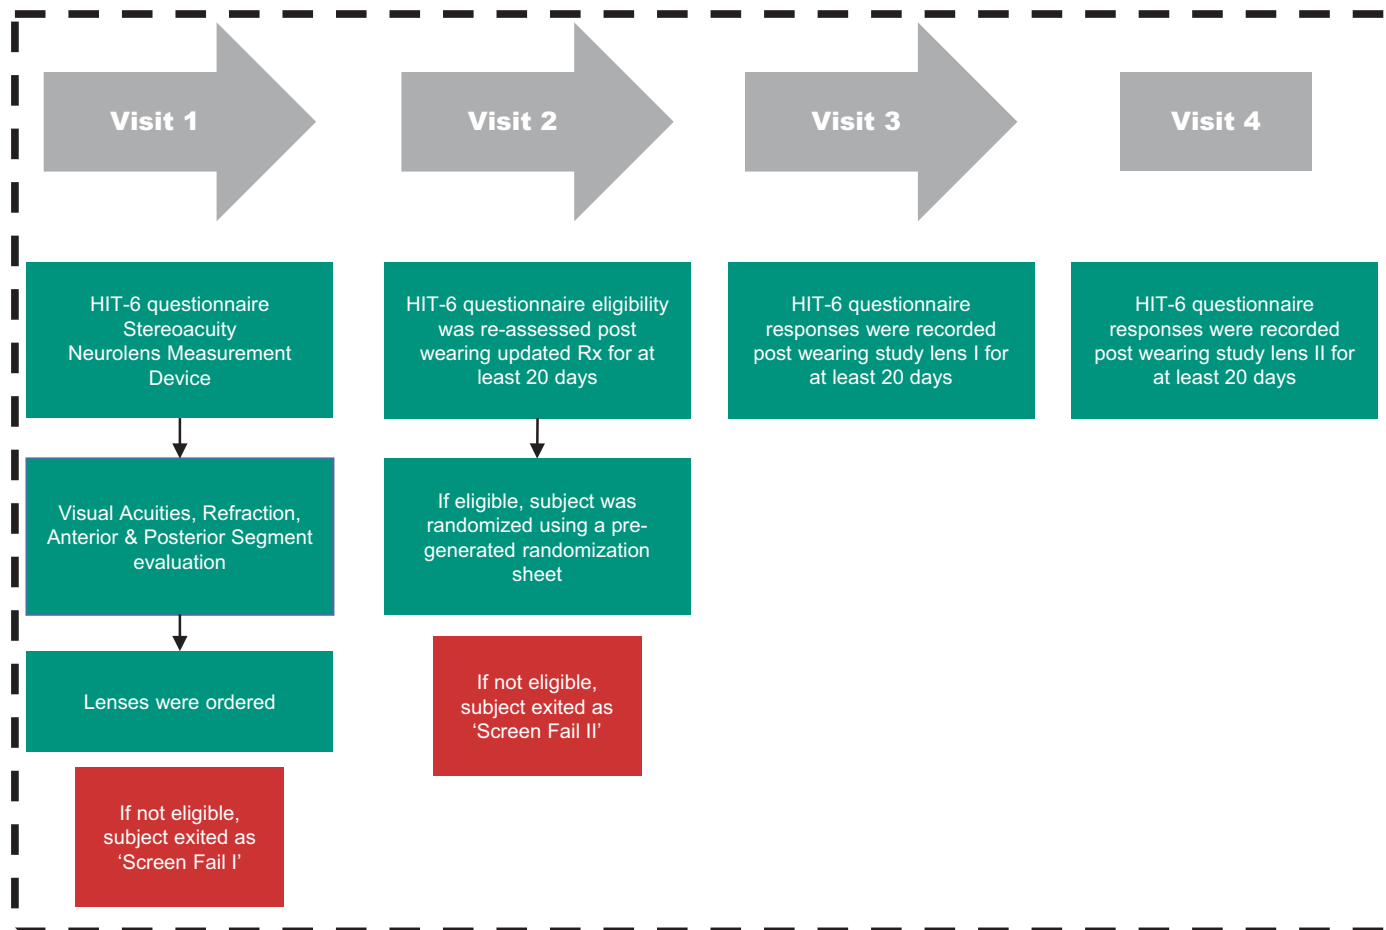 Visit 1
Visit 2
Visit 3
Visit 4
HIT-6 questionnaire
Stereoacuity
Neurolens Measurement
Device
HIT-6 questionnaire eligibility
was re-assessed post
wearing updated Rx for at
least 20 days
HIT-6 questionnaire
responses were recorded
post wearing study lens I for
at least 20 days
HIT-6 questionnaire
responses were recorded
post wearing study lens II for
at least 20 days
Visual Acuities, Refraction,
Anterior & Posterior Segment
evaluation
If eligible, subject was
randomized using a pre-
generated randomization
sheet
Lenses were ordered
If not eligible,
subject exited as
‘Screen Fail II’
If not eligible,
subject exited as
‘Screen Fail I’